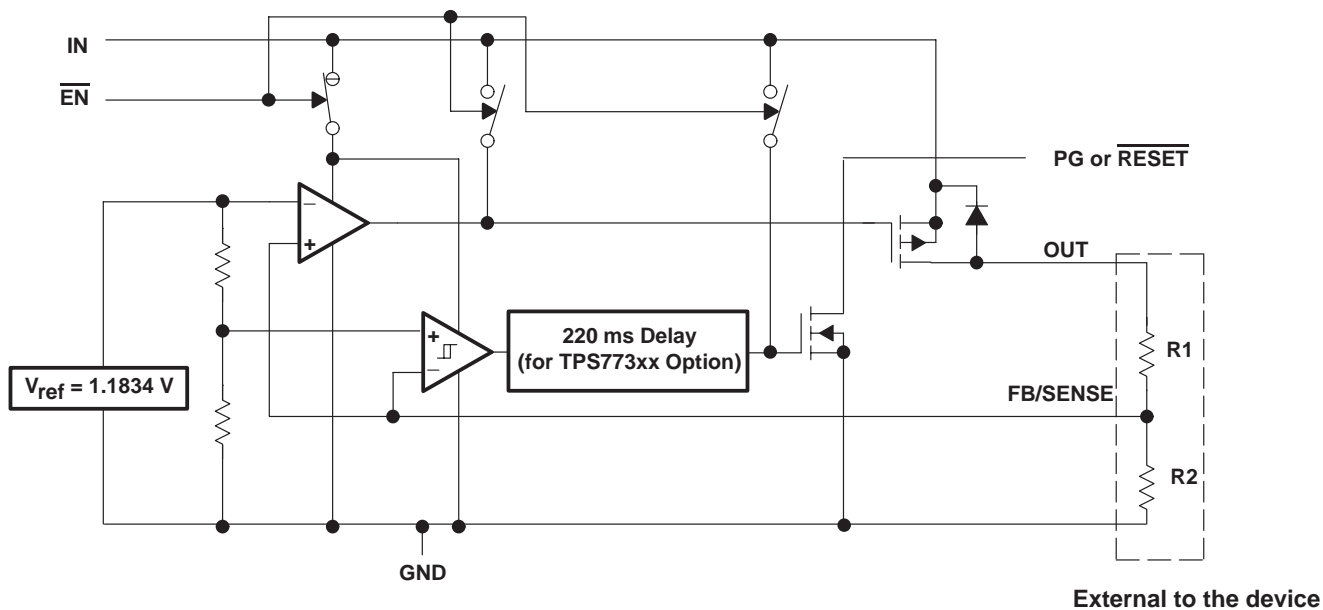 IN
EN
PG or RESET
−
+
OUT
220 ms Delay
(for TPS773xx Option)
+
−
R1
Vref = 1.1834 V
FB/SENSE
R2
GND
External to the device